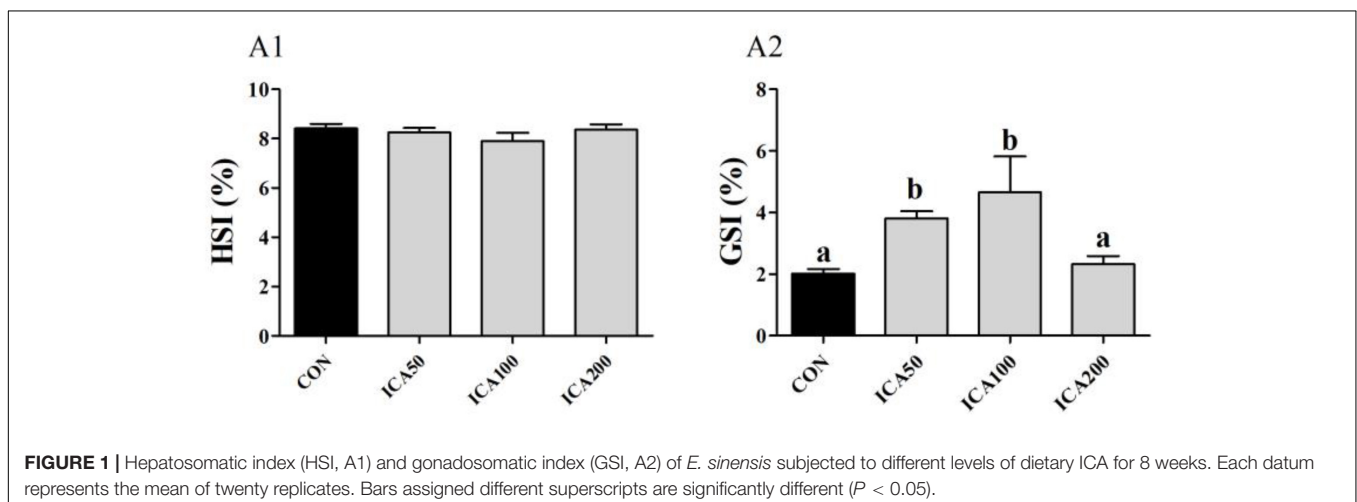 A1
10
8
6
4
2
0
HSI (%)
CON
ICA50
ICA100
ICA200
A2
8
6
4
2
0
GSI (%)
a
b
b
a
CON
ICA50
ICA100
ICA200
FIGURE 1 | Hepatosomatic index (HSI, A1) and gonadosomatic index (GSI, A2) of E. sinensis subjected to different levels of dietary ICA for 8 weeks. Each datum
represents the mean of twenty replicates. Bars assigned different superscripts are significantly different (P < 0.05).